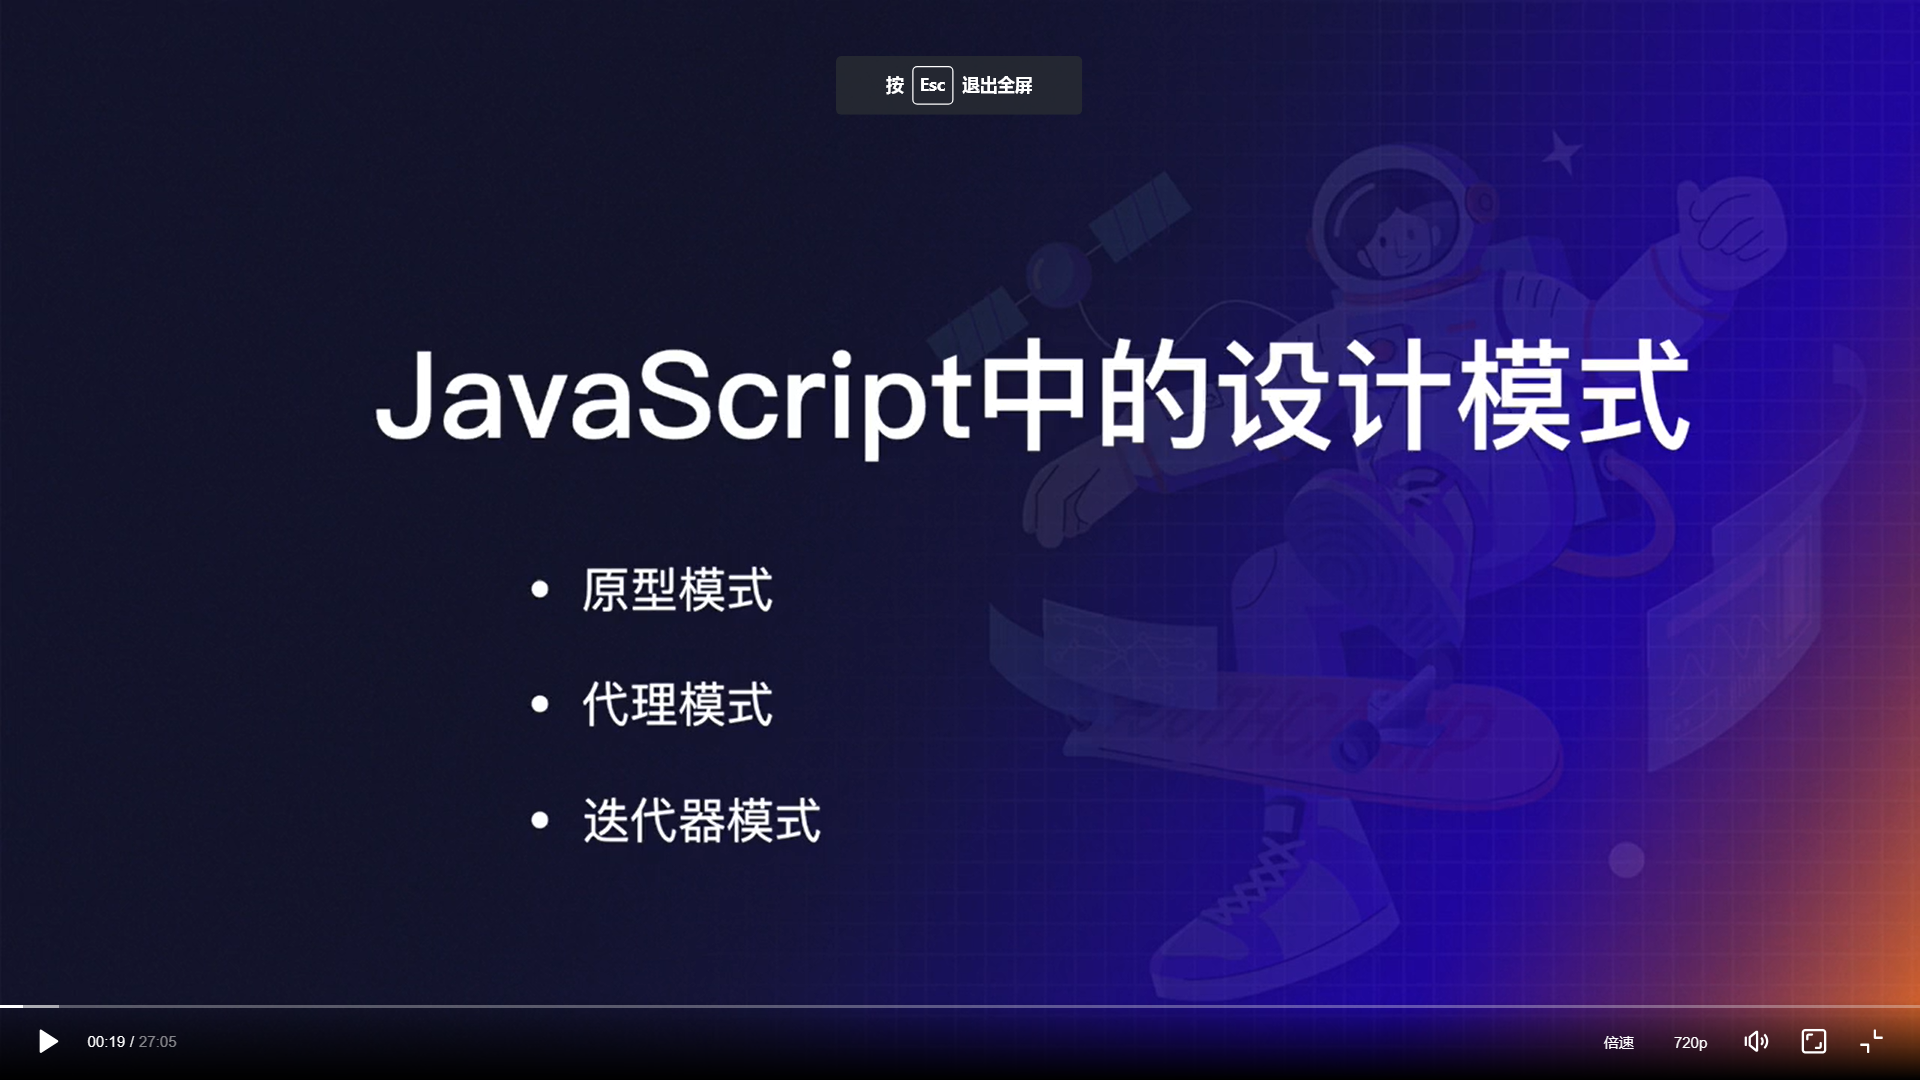 按 Esc 退出全屏
JavaScript中的设计模式
• 原型模式
• 代理模式
• 迭代器模式
00:19 / 27:05
倍速 720p